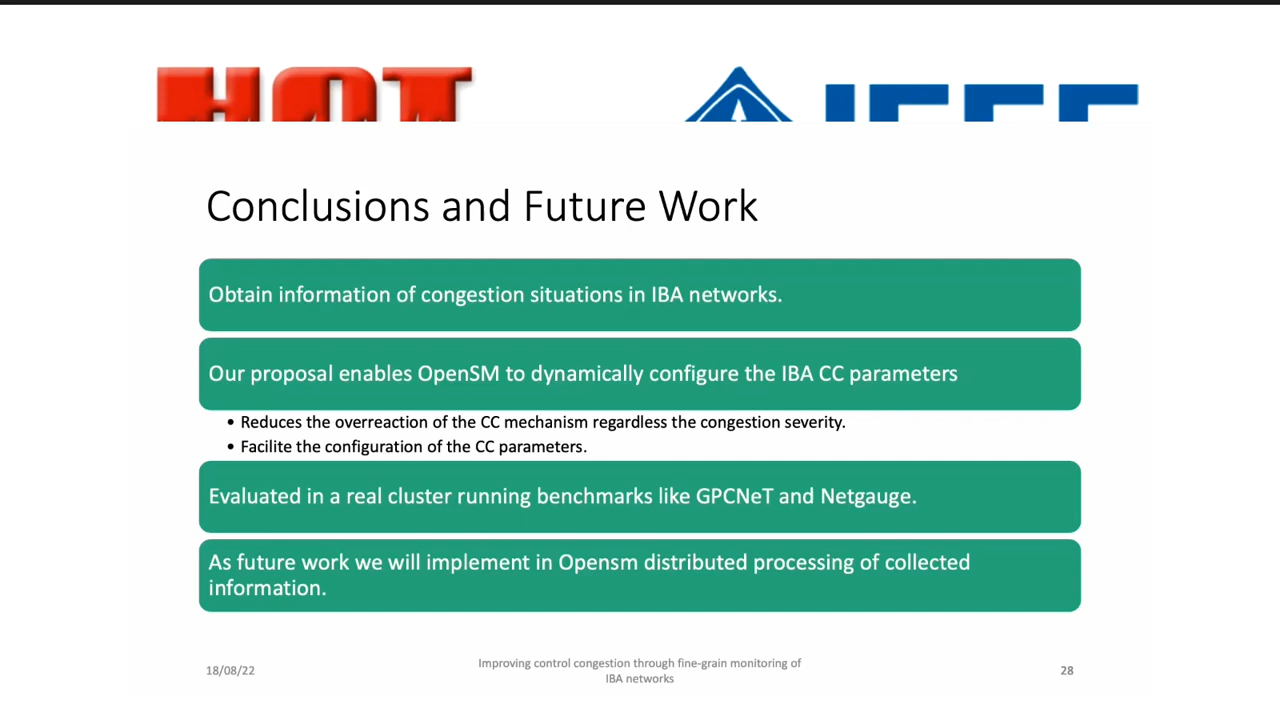 HOT
IEEE
Conclusions and Future Work
Obtain information of congestion situations in IBA networks.
Our proposal enables OpenSM to dynamically configure the IBA CC parameters
• Reduces the overreaction of the CC mechanism regardless the congestion severity.
• Facilite the configuration of the CC parameters.
Evaluated in a real cluster running benchmarks like GPCNeT and Netgauge.
As future work we will implement in Opensm distributed processing of collected
information.
18/08/22
Improving control congestion through fine-grain monitoring of
IBA networks
28